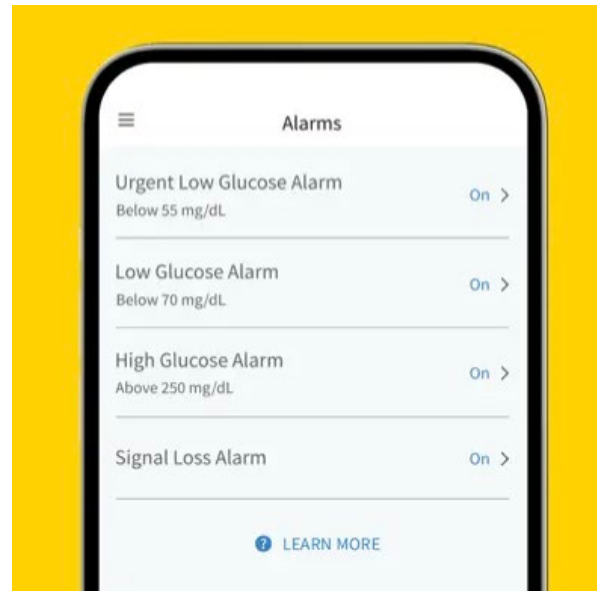 Alarms
Urgent Low Glucose Alarm
On
Below 55 mg/dL
Low Glucose Alarm
On
Below 70 mg/dL
High Glucose Alarm
On
Above 250 mg/dL
Signal Loss Alarm
On
LEARN MORE